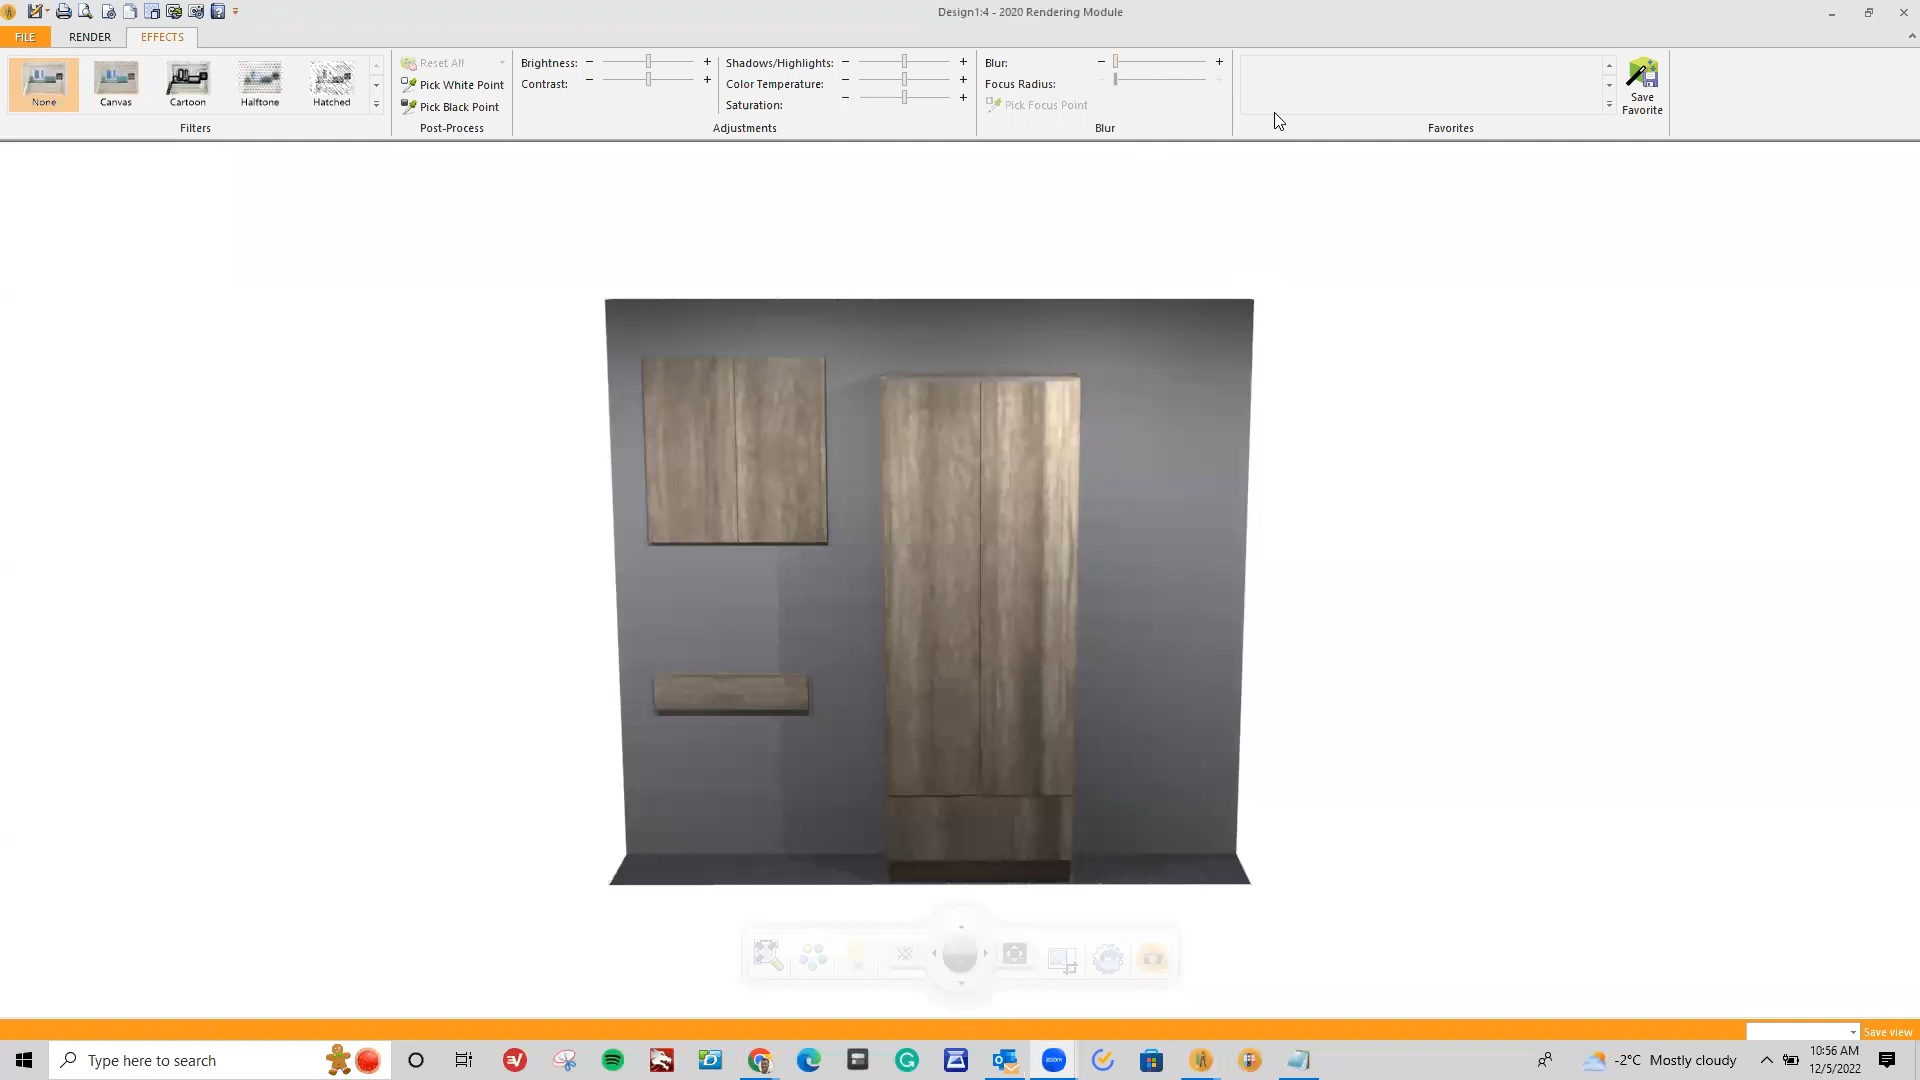 Design1:4 - 2020 Rendering Module
FILE RENDER EFFECTS
None Canvas Cartoon Halftone Hatched
Filters
Reset All
Pick White Point
Pick Black Point
Post-Process
Brightness:
Contrast:
Shadows/Highlights:
Color Temperature:
Saturation:
Adjustments
Blur:
Focus Radius:
Pick Focus Point
Blur
Favorites
Save
Favorite
Save view
Type here to search
zoom
-2°C Mostly cloudy
10:56 AM
12/5/2022